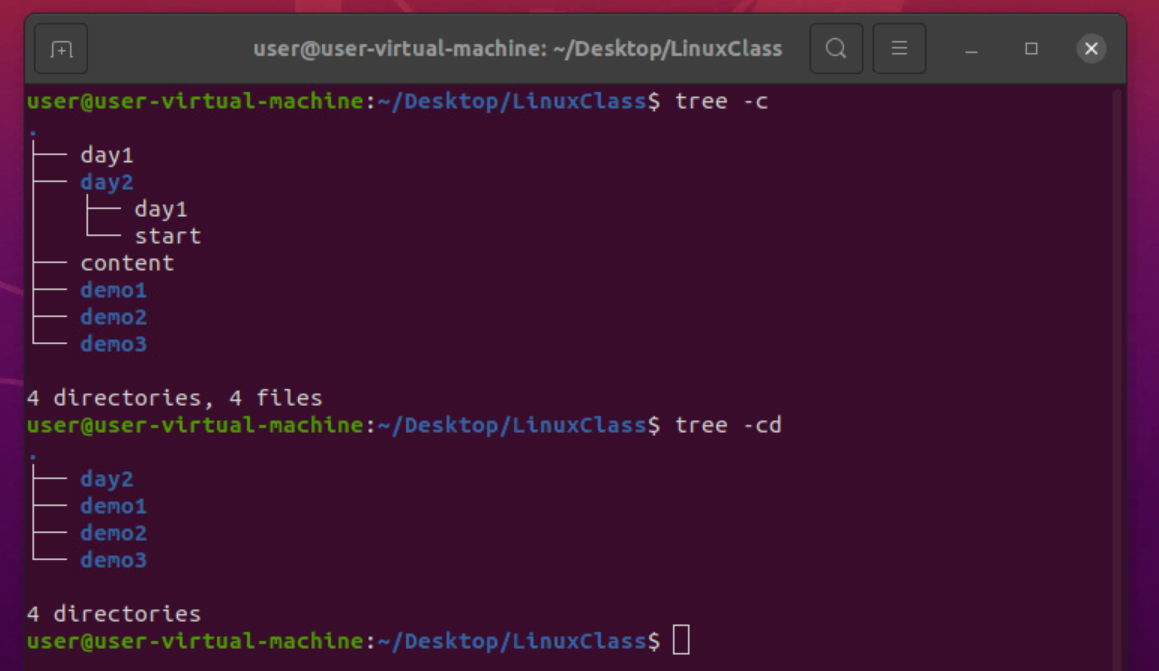 user@user-virtual-machine: ~/Desktop/LinuxClass
user@user-virtual-machine:~/Desktop/LinuxClass$ tree -c
.
├── day1
├── day2
│   ├── day1
│   └── start
├── content
├── demo1
├── demo2
└── demo3
4 directories, 4 files
user@user-virtual-machine:~/Desktop/LinuxClass$ tree -cd
.
├── day2
├── demo1
├── demo2
└── demo3
4 directories
user@user-virtual-machine:~/Desktop/LinuxClass$